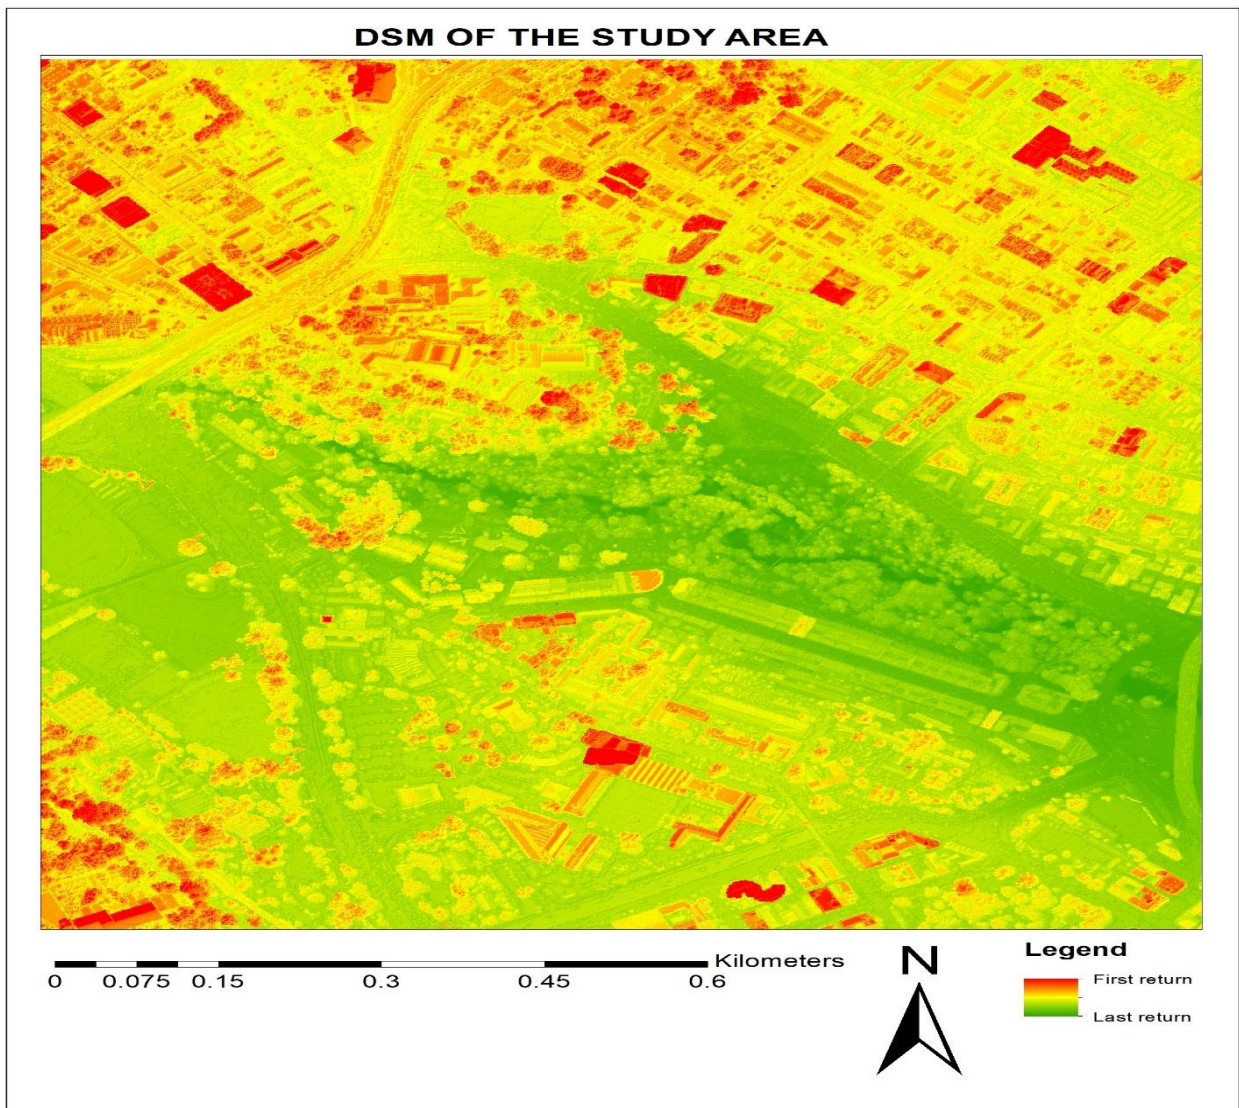 DSM OF THE STUDY AREA
Kilometers
0 0.075 0.15 0.3 0.45 0.6
N
Legend
First return
Last return